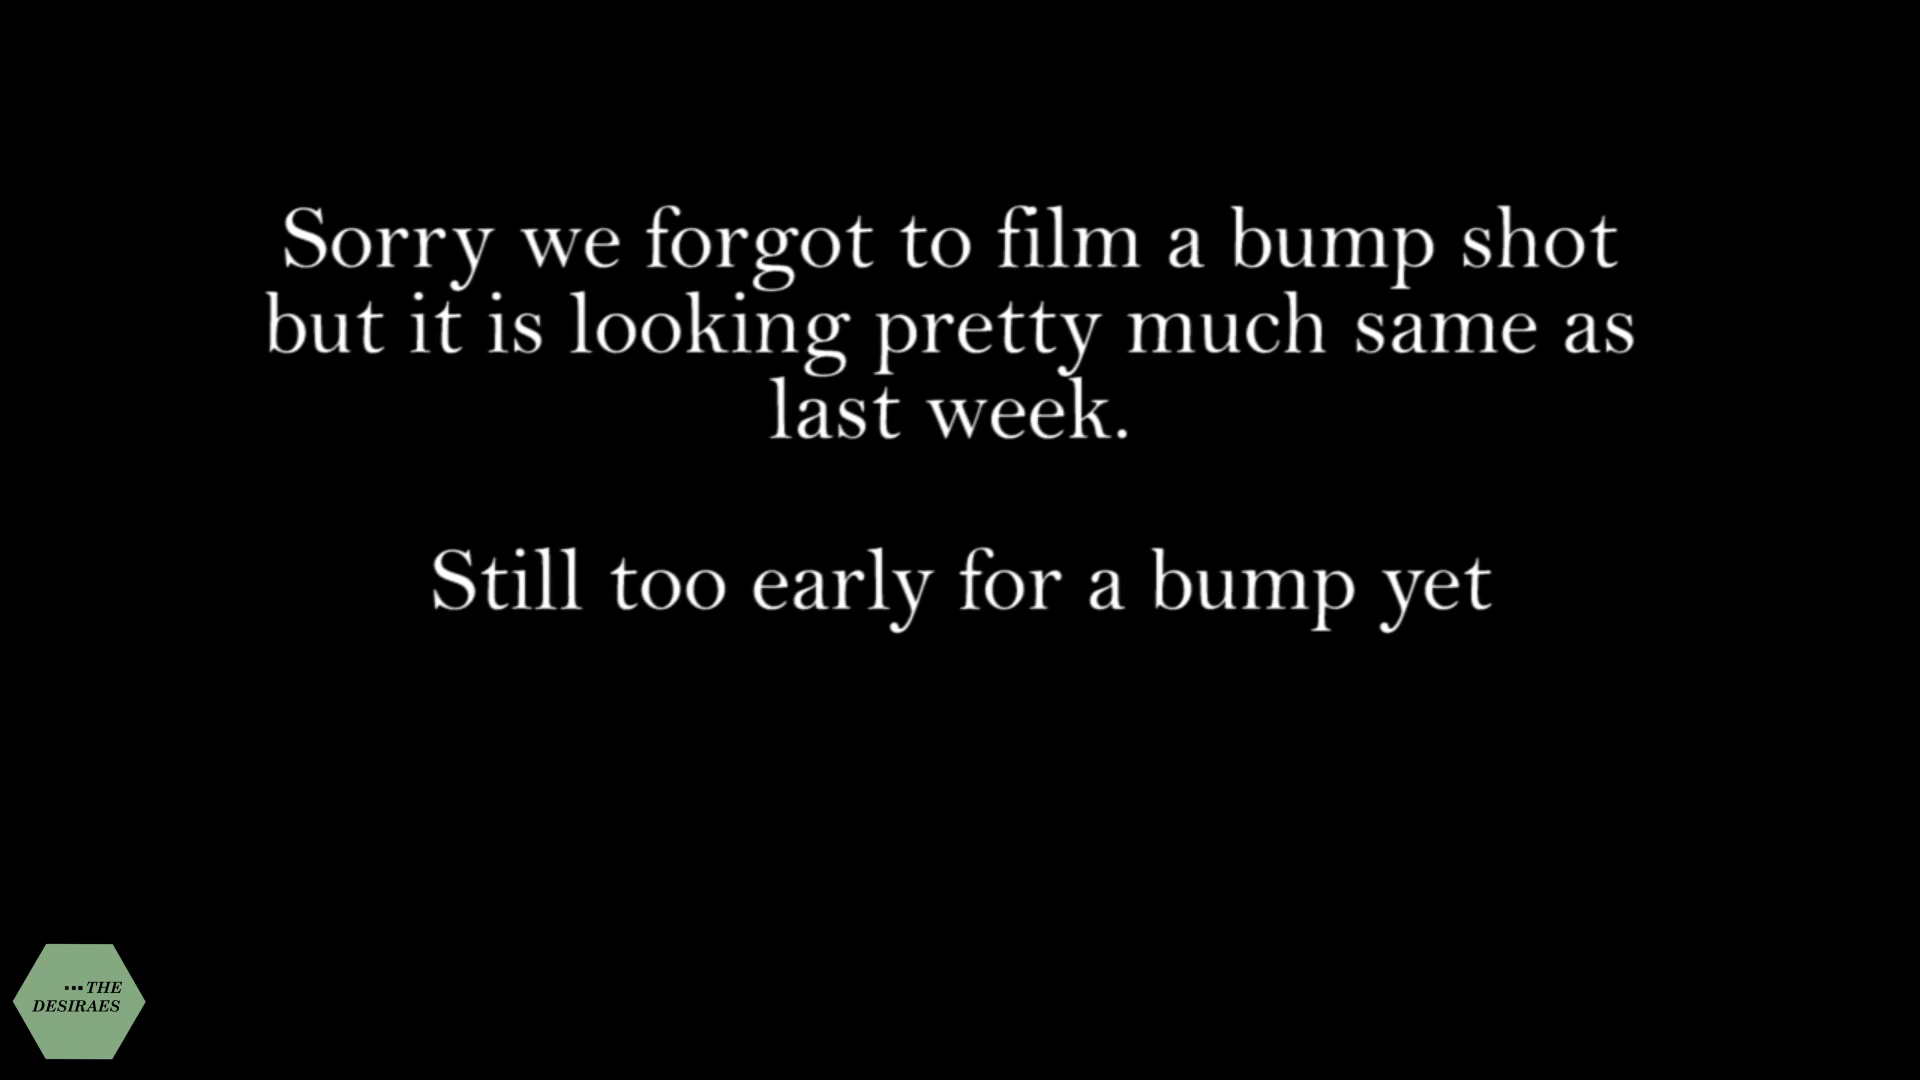 Sorry we forgot to film a bump shot
but it is looking pretty much same as
last week.
Still too early for a bump yet
...THE
DESIRAES